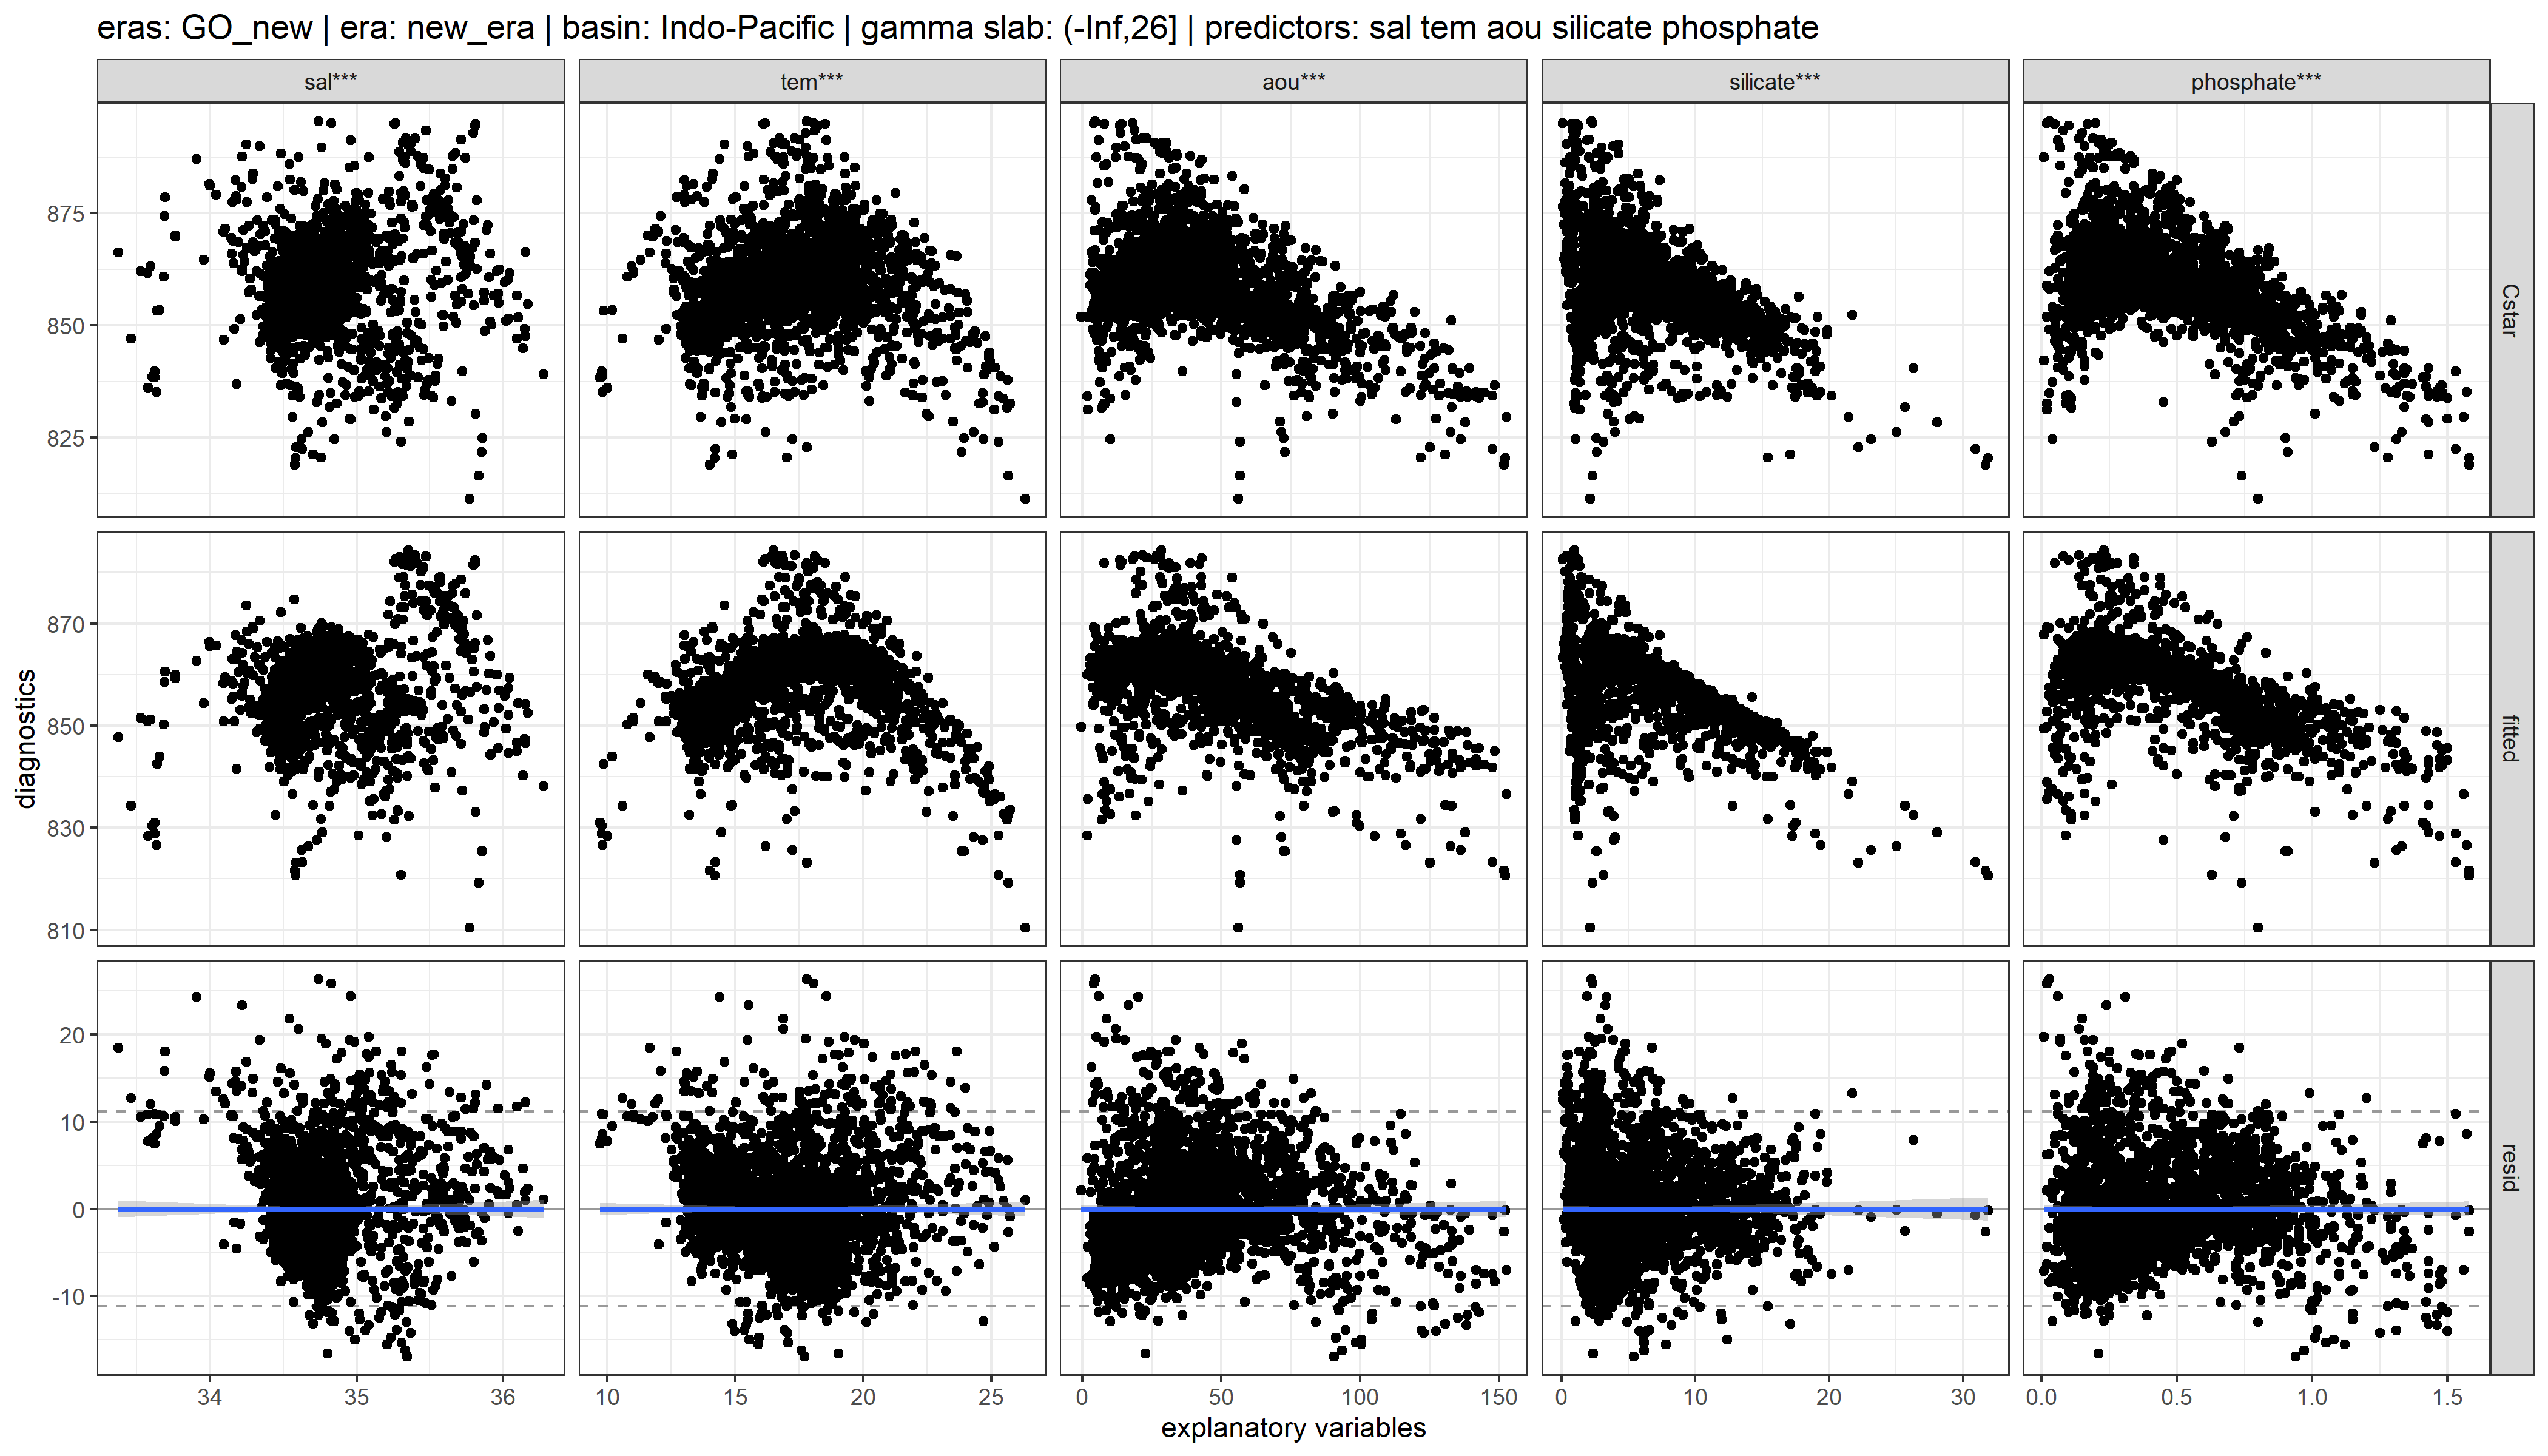 eras: GO_new | era: new_era | basin: Indo-Pacific | gamma slab: (-Inf,26] | predictors: sal tem aou silicate phosphate
sal***
tem***
aou***
silicate***
phosphate***
875
850
825
Cstar
870
850
830
810
fitted
20
10
0
-10
resid
diagnostics
34 35 36
10 15 20 25
0 50 100 150
0 10 20 30
0.0 0.5 1.0 1.5
explanatory variables